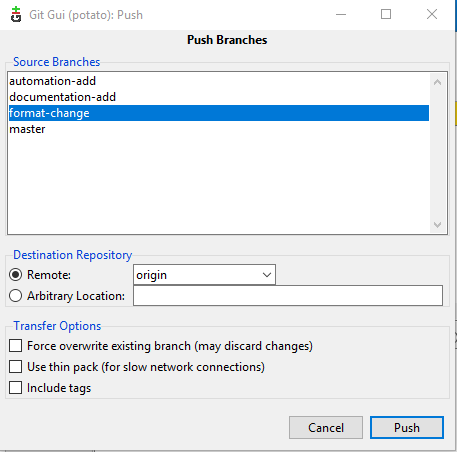 Git Gui (potato): Push
Push Branches
Source Branches
automation-add
documentation-add
format-change
master
Destination Repository
Remote: origin
Arbitrary Location:
Transfer Options
Force overwrite existing branch (may discard changes)
Use thin pack (for slow network connections)
Include tags
Cancel Push